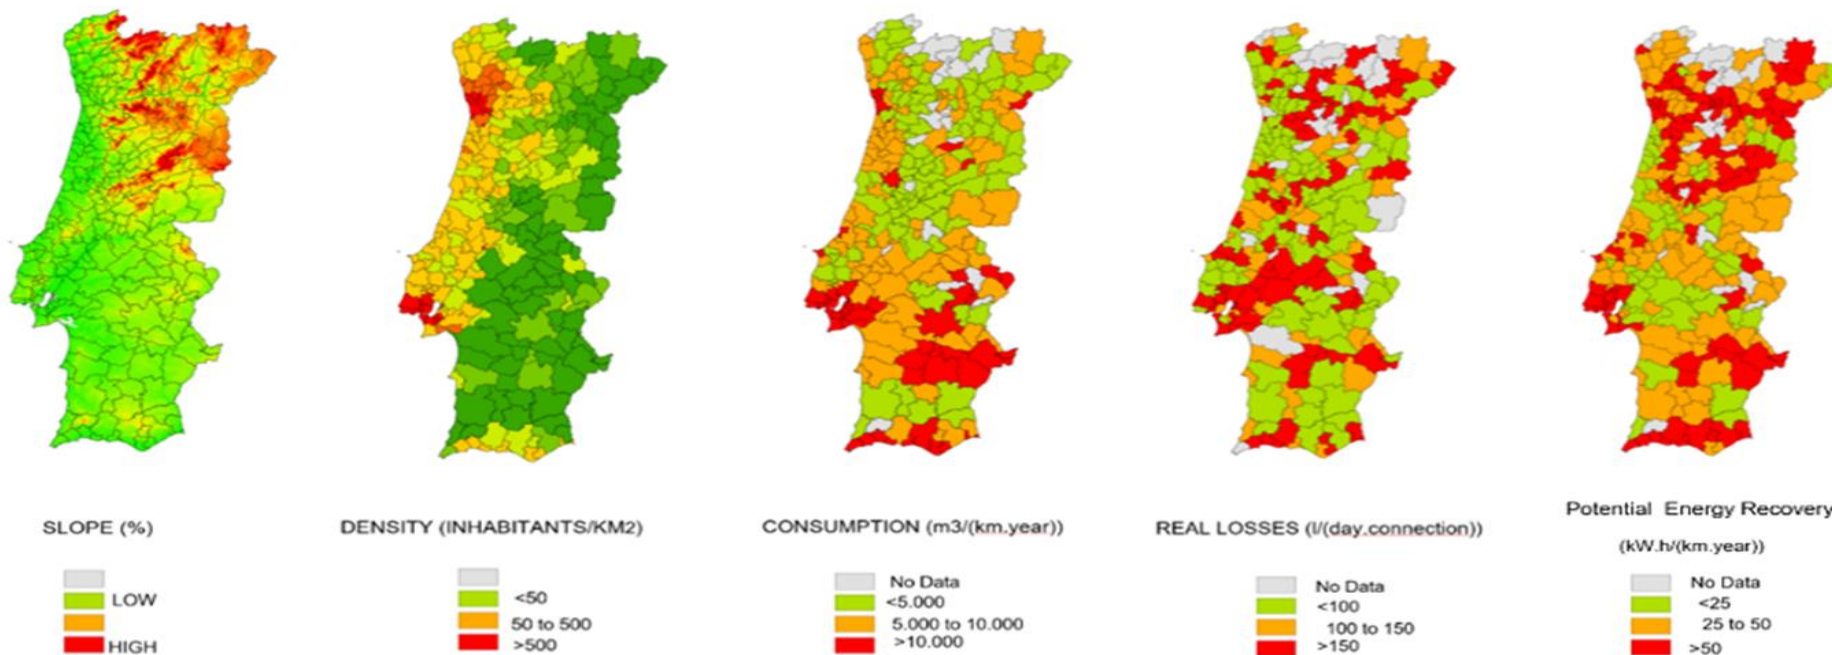 SLOPE (%)
LOW
HIGH
DENSITY (INHABITANTS/KM2)
<50
50 to 500
>500
CONSUMPTION (m3/(km.year))
No Data
<5.000
5.000 to 10.000
>10.000
REAL LOSSES (l/(day.connection))
No Data
<100
100 to 150
>150
Potential Energy Recovery
(kW.h/(km.year))
No Data
<25
25 to 50
>50